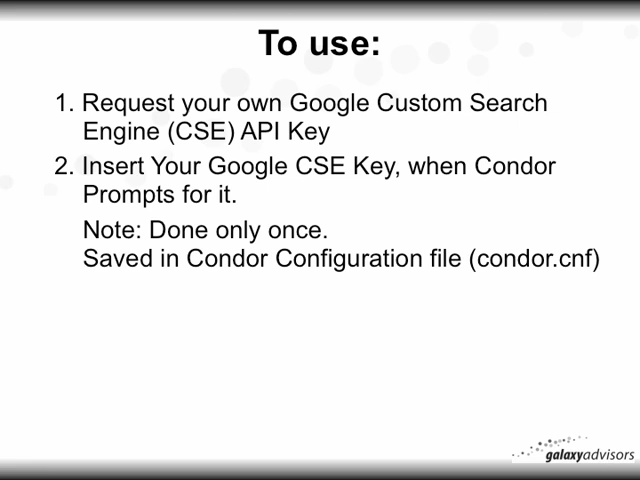 To use:
1. Request your own Google Custom Search
Engine (CSE) API Key
2. Insert Your Google CSE Key, when Condor
Prompts for it.
Note: Done only once.
Saved in Condor Configuration file (condor.cnf)
galaxyadvisors